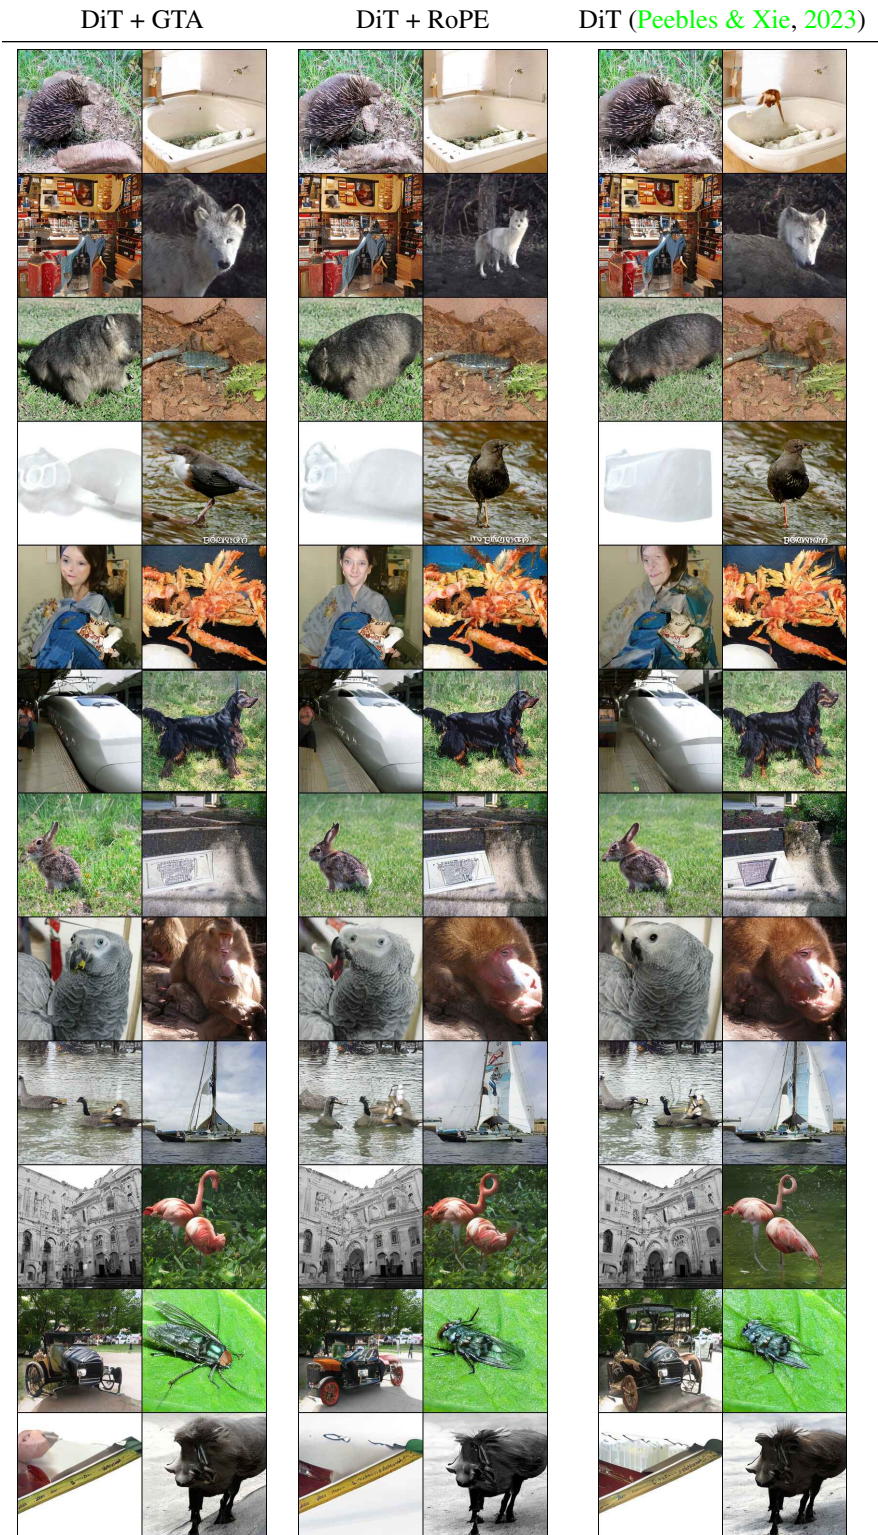 DiT + GTA
DiT + RoPE
DiT (Peebles & Xie, 2023)